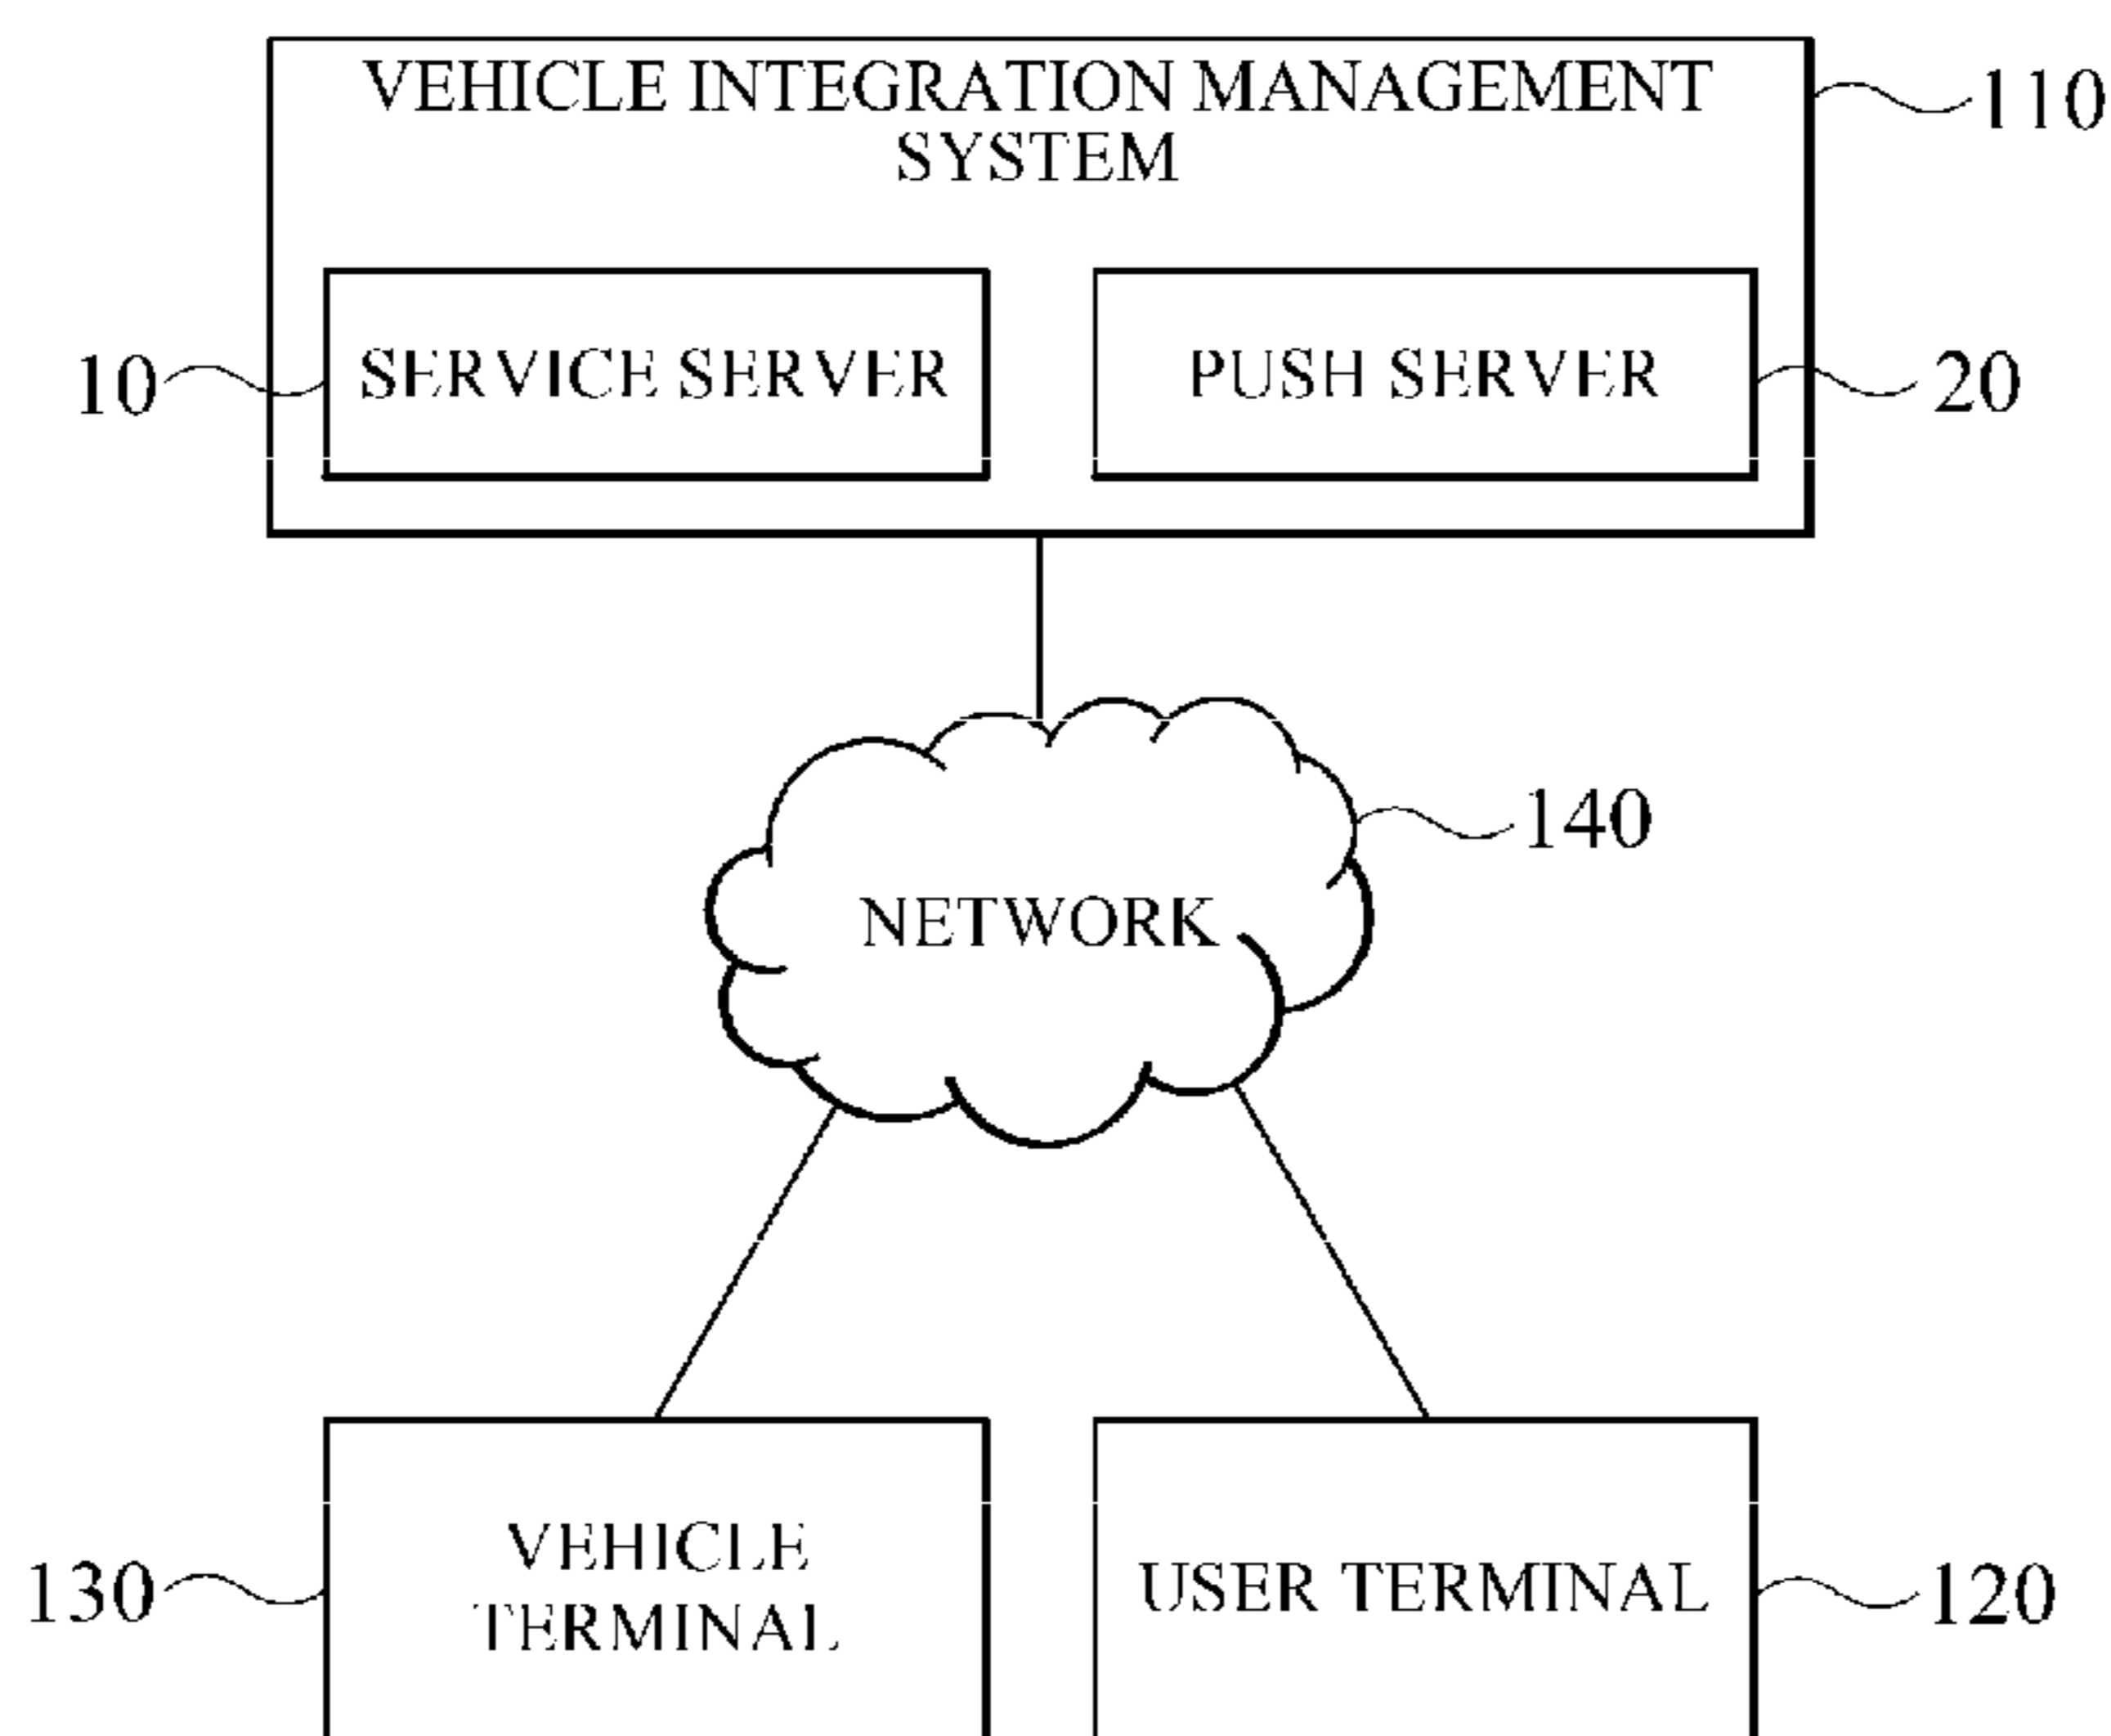 VEHICLE INTEGRATION MANAGEMENT
SYSTEM
110
10
SERVICE SERVER
PUSH SERVER
20
140
NETWORK
130
VEHICLE
TERMINAL
USER TERMINAL
120